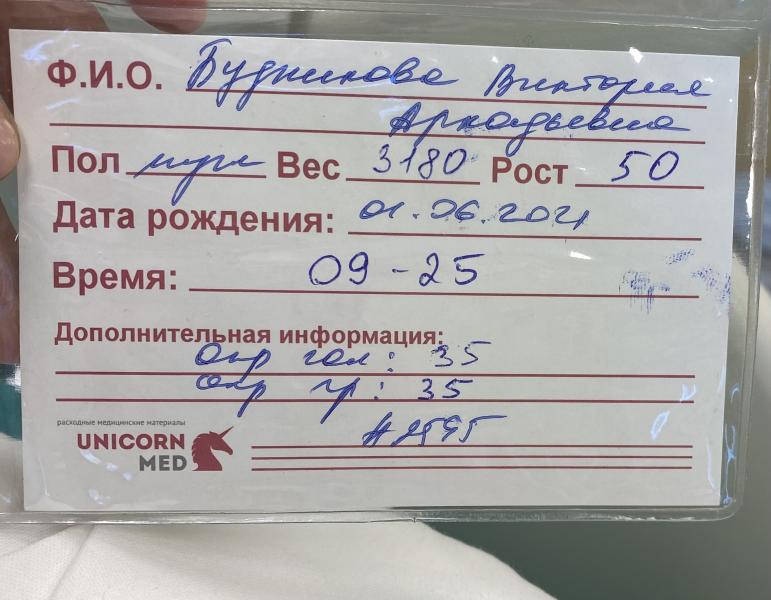 Ф.И.О. Будникова Виктория
Аркадьевна
Пол муж Вес 3180 Рост 50
Дата рождения: 01.06.2021
Время: 09-25
Дополнительная информация:
окр гол: 35
окр гр: 35
расходные медицинские материалы
UNICORN
MED